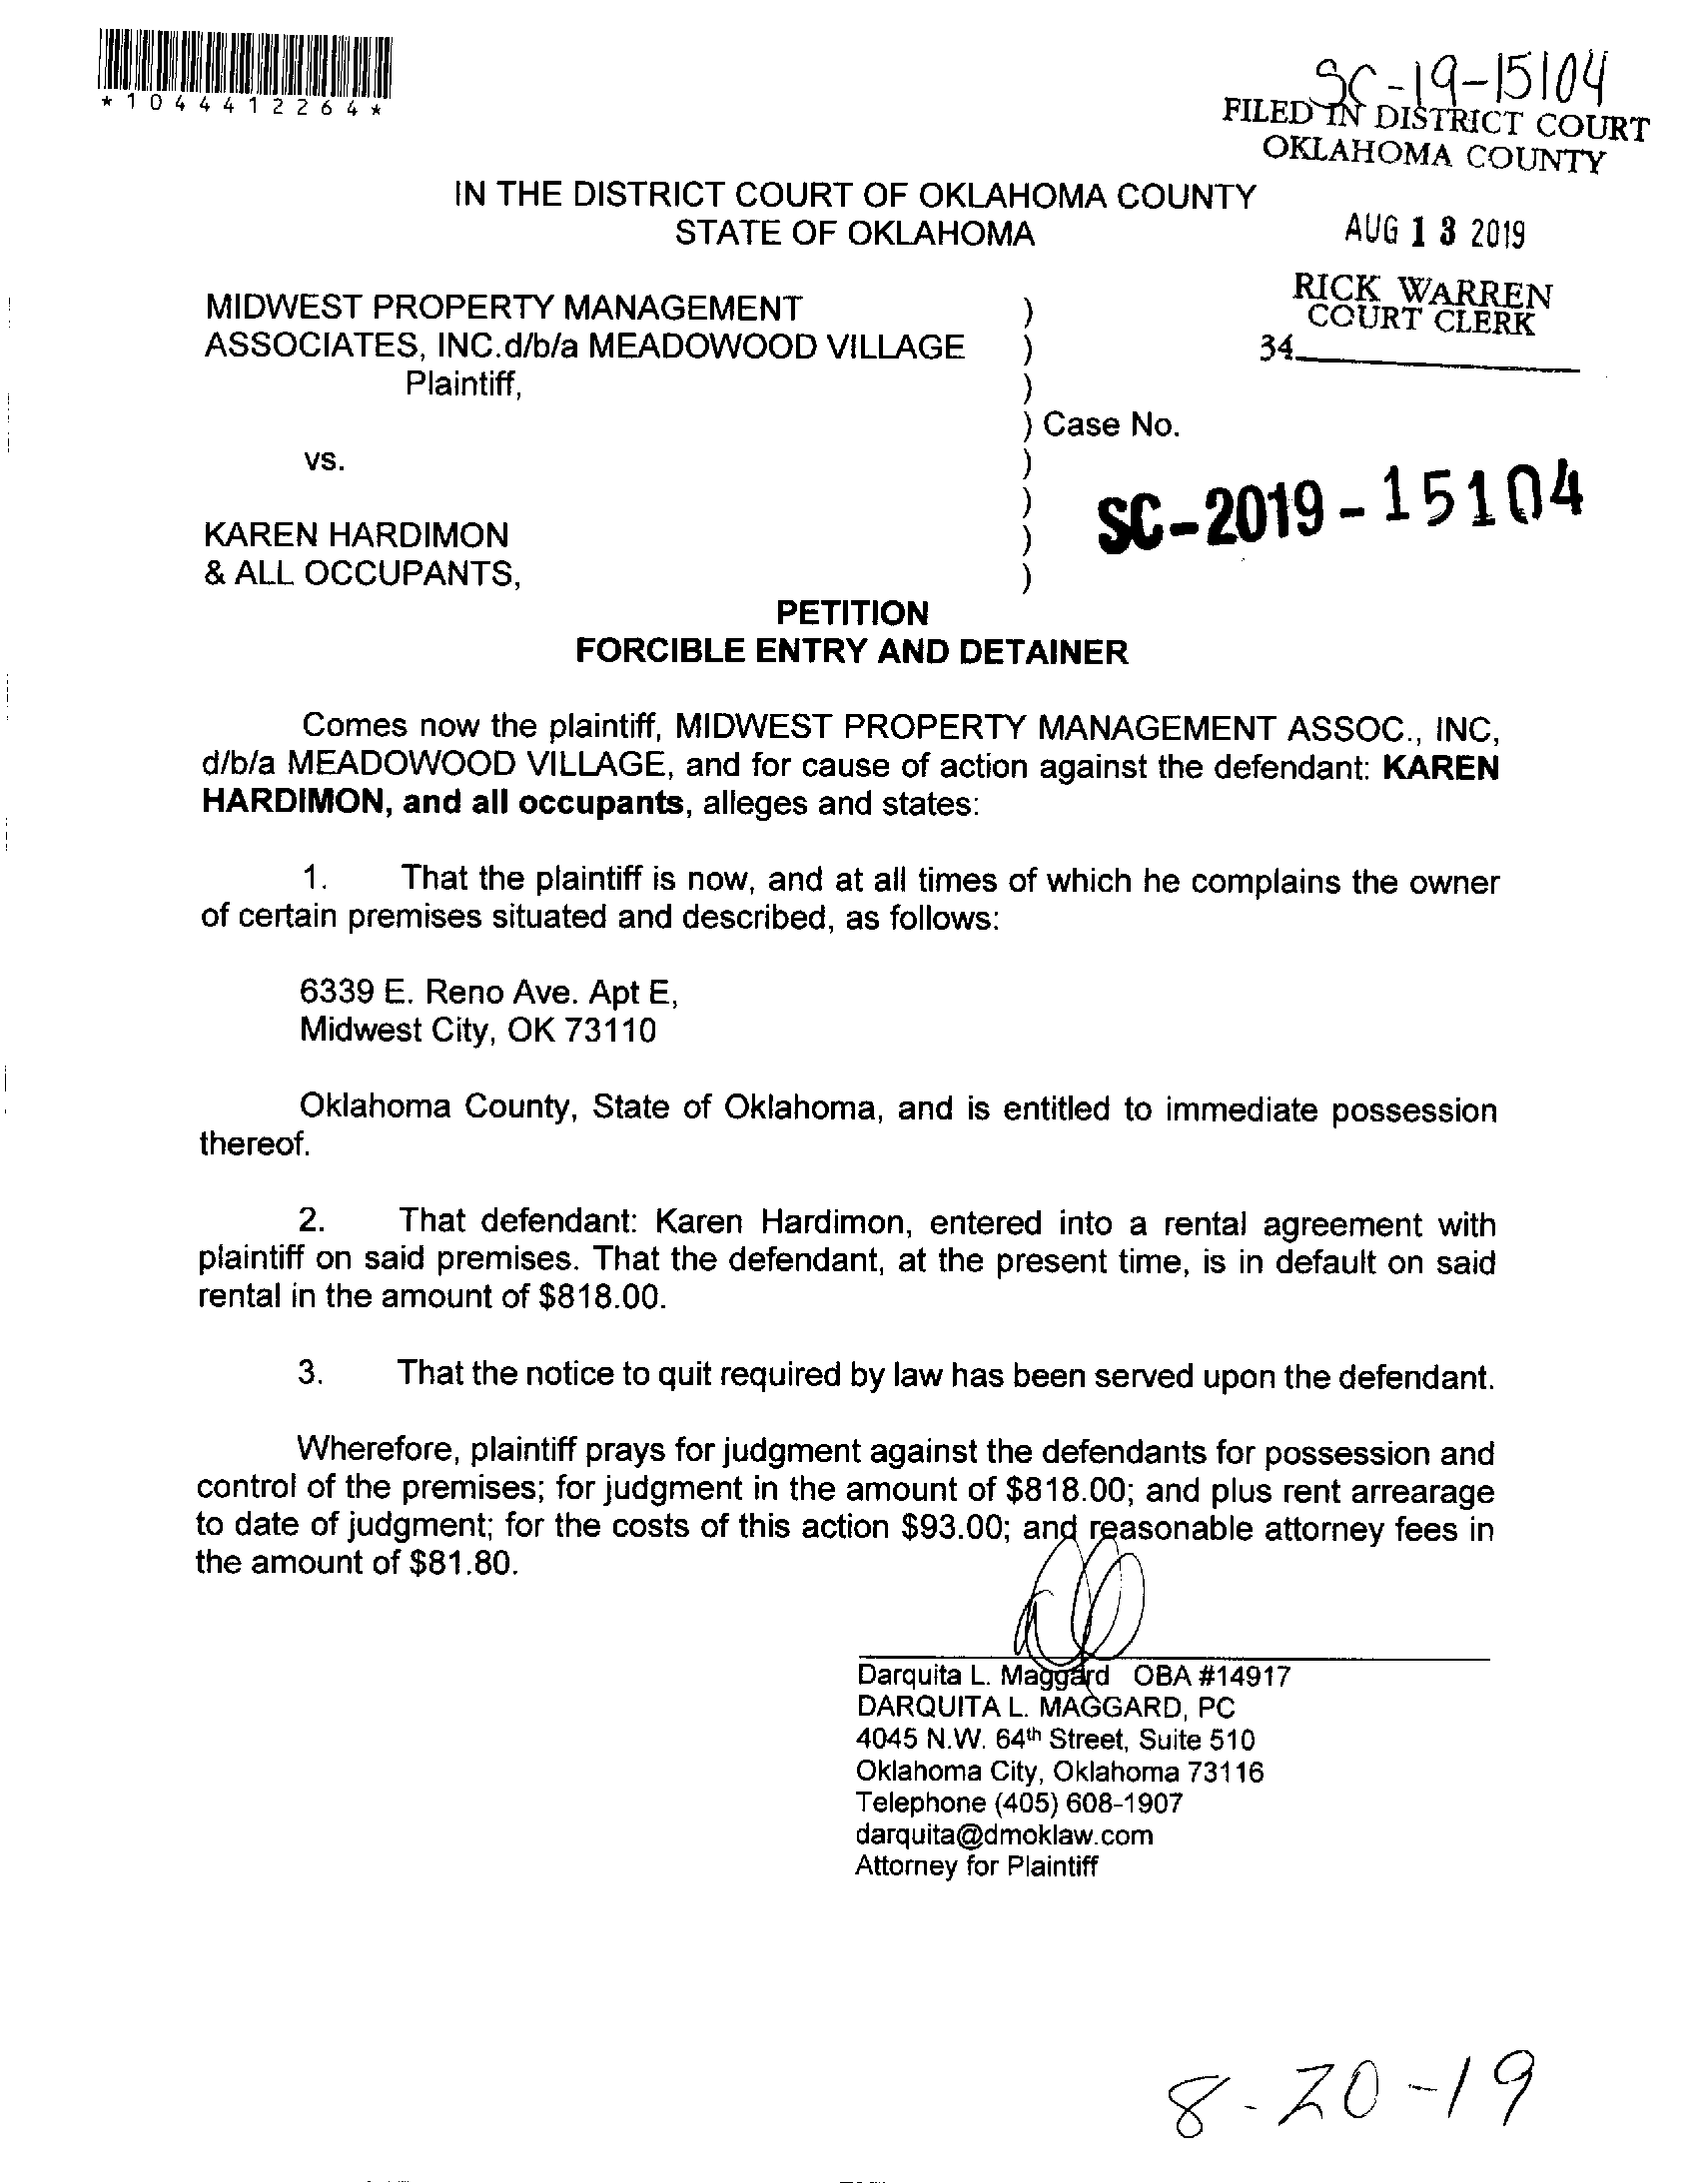 *1044412264*
SC-19-15104
FILED IN DISTRICT COURT
OKLAHOMA COUNTY
IN THE DISTRICT COURT OF OKLAHOMA COUNTY
STATE OF OKLAHOMA
AUG 13 2019
RICK WARREN
COURT CLERK
34
MIDWEST PROPERTY MANAGEMENT )
ASSOCIATES, INC.d/b/a MEADOWOOD VILLAGE )
Plaintiff, )
) Case No.
vs. )
)
SC-2019-15104
KAREN HARDIMON )
& ALL OCCUPANTS, )
PETITION
FORCIBLE ENTRY AND DETAINER
Comes now the plaintiff, MIDWEST PROPERTY MANAGEMENT ASSOC., INC,
d/b/a MEADOWOOD VILLAGE, and for cause of action against the defendant: KAREN
HARDIMON, and all occupants, alleges and states:
1. That the plaintiff is now, and at all times of which he complains the owner
of certain premises situated and described, as follows:
6339 E. Reno Ave. Apt E,
Midwest City, OK 73110
Oklahoma County, State of Oklahoma, and is entitled to immediate possession
thereof.
2. That defendant: Karen Hardimon, entered into a rental agreement with
plaintiff on said premises. That the defendant, at the present time, is in default on said
rental in the amount of $818.00.
3. That the notice to quit required by law has been served upon the defendant.
Wherefore, plaintiff prays for judgment against the defendants for possession and
control of the premises; for judgment in the amount of $818.00; and plus rent arrearage
to date of judgment; for the costs of this action $93.00; and reasonable attorney fees in
the amount of $81.80.
Darquita L. Maggard OBA #14917
DARQUITA L. MAGGARD, PC
4045 N.W. 64th Street, Suite 510
Oklahoma City, Oklahoma 73116
Telephone (405) 608-1907
darquita@dmoklaw.com
Attorney for Plaintiff
8-20-19